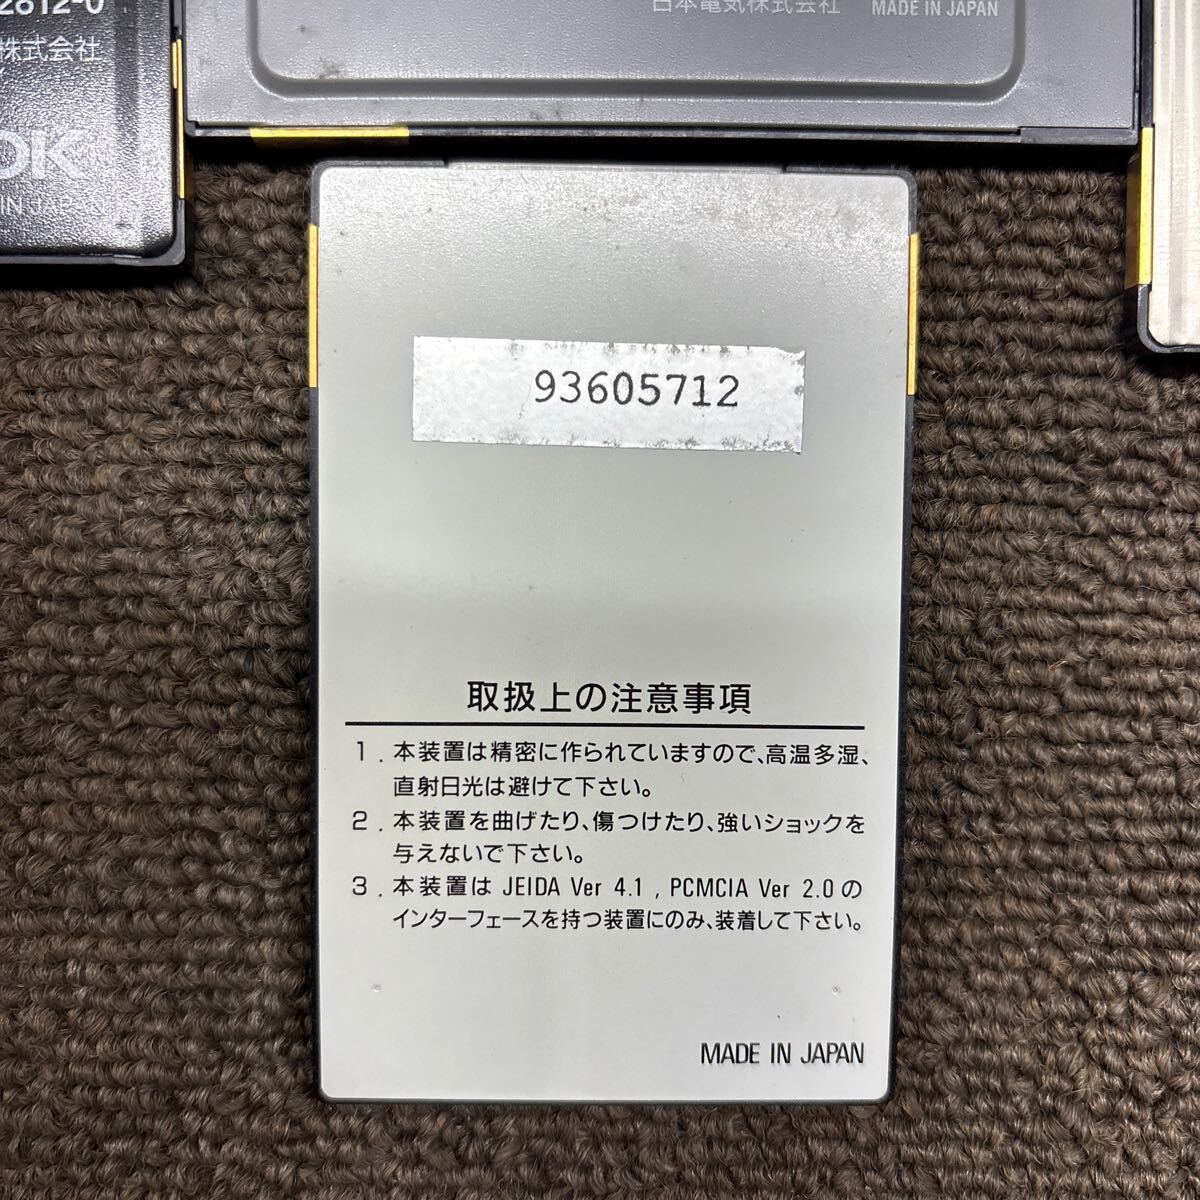 2812-0
株式会社
DK
IN JAP
日本電気株式会社 MADE IN JAPAN
93605712
取扱上の注意事項
1. 本装置は精密に作られていますので、高温多湿、
直射日光は避けて下さい。
2. 本装置を曲げたり、傷つけたり、強いショックを
与えないで下さい。
3. 本装置は JEIDA Ver 4.1 , PCMCIA Ver 2.0 の
インターフェースを持つ装置にのみ、装着して下さい。
MADE IN JAPAN